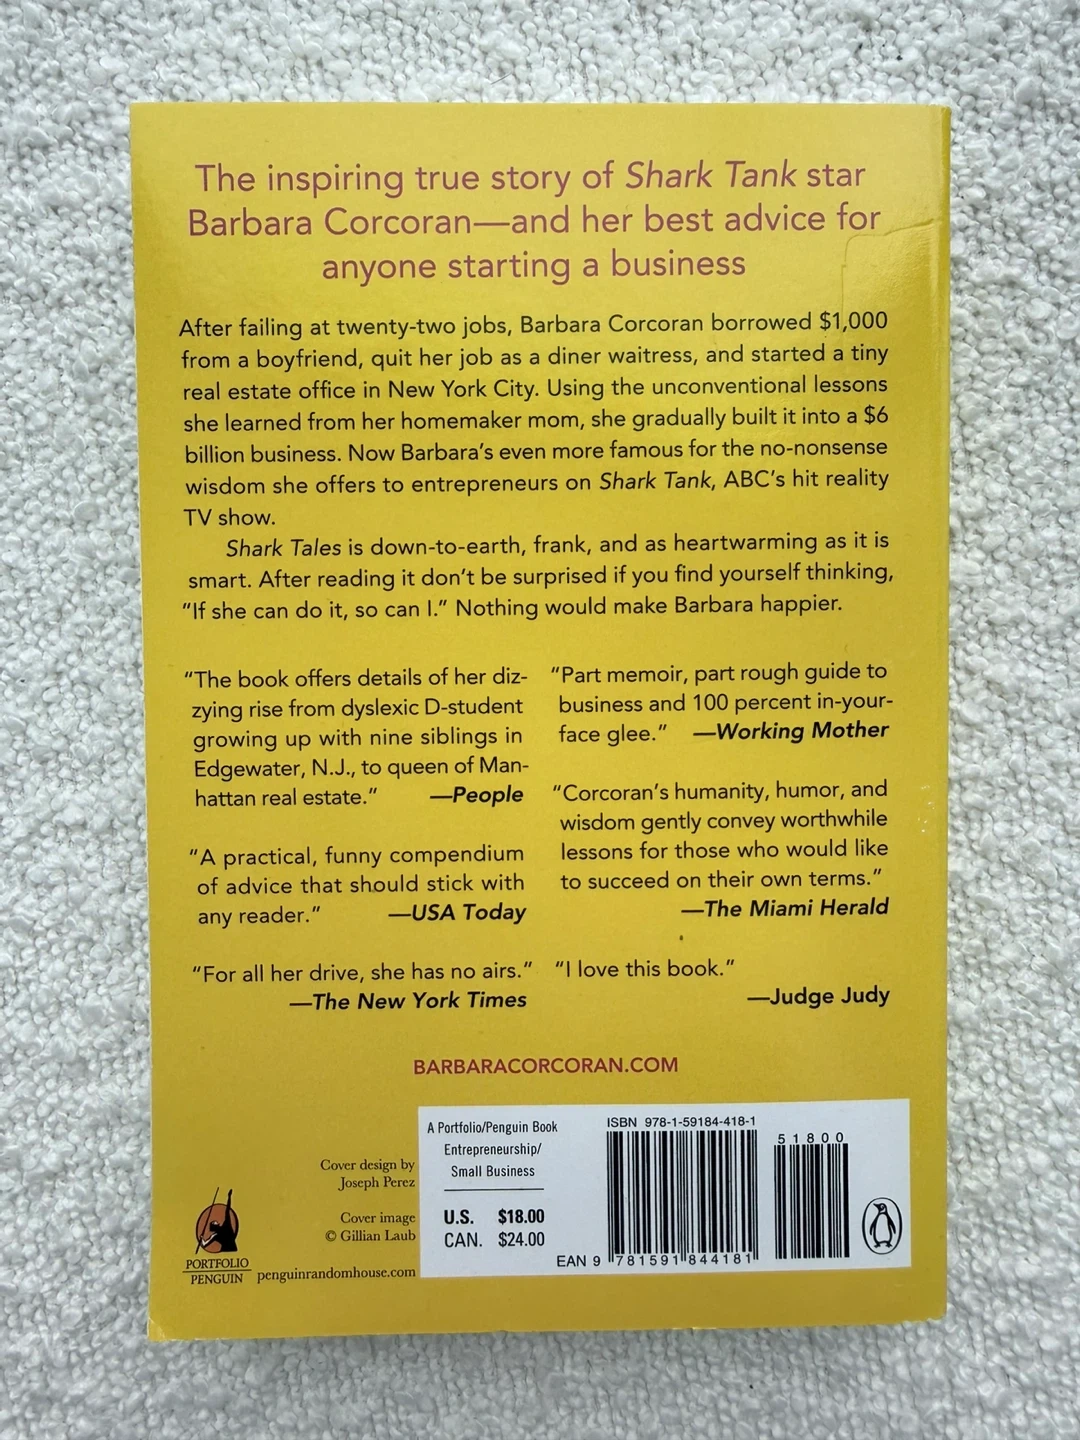 The inspiring true story of Shark Tank star
Barbara Corcoran—and her best advice for
anyone starting a business
After failing at twenty-two jobs, Barbara Corcoran borrowed $1,000
from a boyfriend, quit her job as a diner waitress, and started a tiny
real estate office in New York City. Using the unconventional lessons
she learned from her homemaker mom, she gradually built it into a $6
billion business. Now Barbara’s even more famous for the no-nonsense
wisdom she offers to entrepreneurs on Shark Tank, ABC’s hit reality
TV show.
Shark Tales is down-to-earth, frank, and as heartwarming as it is
smart. After reading it don’t be surprised if you find yourself thinking,
“If she can do it, so can I.” Nothing would make Barbara happier.
“The book offers details of her diz-
zying rise from dyslexic D-student
growing up with nine siblings in
Edgewater, N.J., to queen of Man-
hattan real estate.” —People
“A practical, funny compendium
of advice that should stick with
any reader.” —USA Today
“For all her drive, she has no airs.”
—The New York Times
“Part memoir, part rough guide to
business and 100 percent in-your-
face glee.” —Working Mother
“Corcoran’s humanity, humor, and
wisdom gently convey worthwhile
lessons for those who would like
to succeed on their own terms.”
—The Miami Herald
“I love this book.”
—Judge Judy
BARBARACORCORAN.COM
Cover design by
Joseph Perez
Cover image
© Gillian Laub
PORTFOLIO
PENGUIN
penguinrandomhouse.com
A Portfolio/Penguin Book
Entrepreneurship/
Small Business
U.S. $18.00
CAN. $24.00
ISBN 978-1-59184-418-1
51800
EAN 9 781591 844181